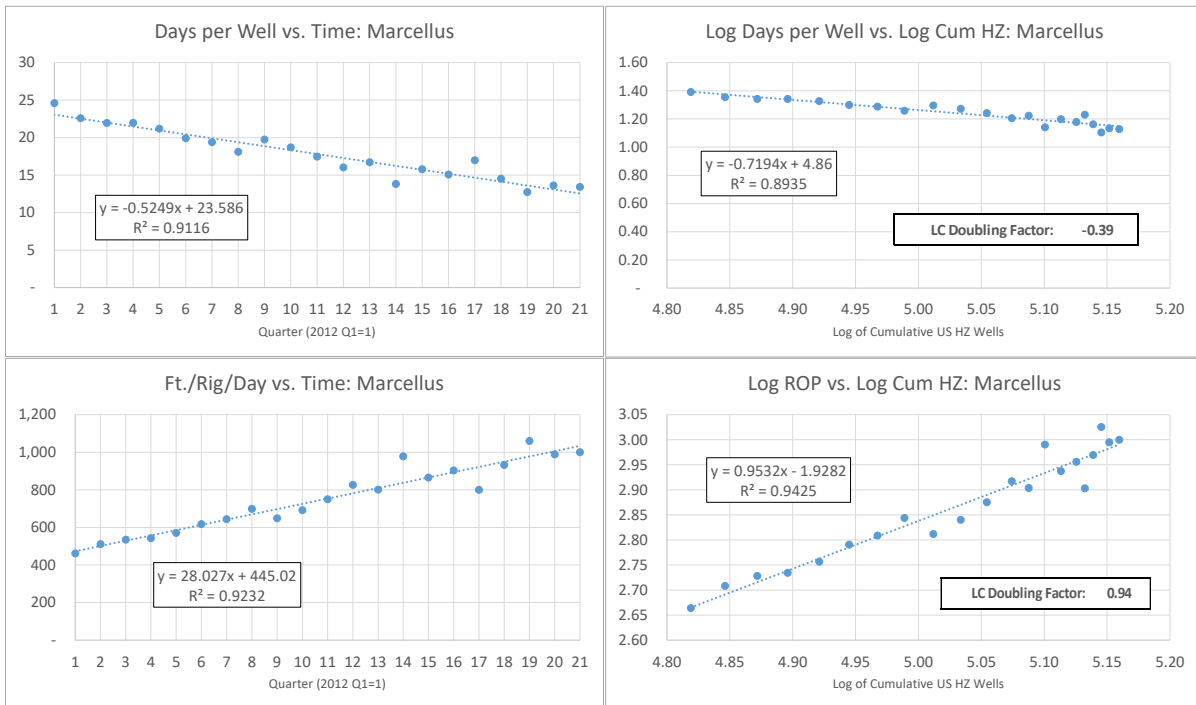 Days per Well vs. Time: Marcellus
30
25
20
15
10
5
-
y = -0.5249x + 23.586
R² = 0.9116
1 2 3 4 5 6 7 8 9 10 11 12 13 14 15 16 17 18 19 20 21
Quarter (2012 Q1=1)
Log Days per Well vs. Log Cum HZ: Marcellus
1.60
1.40
1.20
1.00
0.80
0.60
0.40
0.20
-
y = -0.7194x + 4.86
R² = 0.8935
LC Doubling Factor: -0.39
4.80 4.85 4.90 4.95 5.00 5.05 5.10 5.15 5.20
Log of Cumulative US HZ Wells
Ft./Rig/Day vs. Time: Marcellus
1,200
1,000
800
600
400
200
-
y = 28.027x + 445.02
R² = 0.9232
1 2 3 4 5 6 7 8 9 10 11 12 13 14 15 16 17 18 19 20 21
Quarter (2012 Q1=1)
Log ROP vs. Log Cum HZ: Marcellus
3.05
3.00
2.95
2.90
2.85
2.80
2.75
2.70
2.65
2.60
y = 0.9532x - 1.9282
R² = 0.9425
LC Doubling Factor: 0.94
4.80 4.85 4.90 4.95 5.00 5.05 5.10 5.15 5.20
Log of Cumulative US HZ Wells